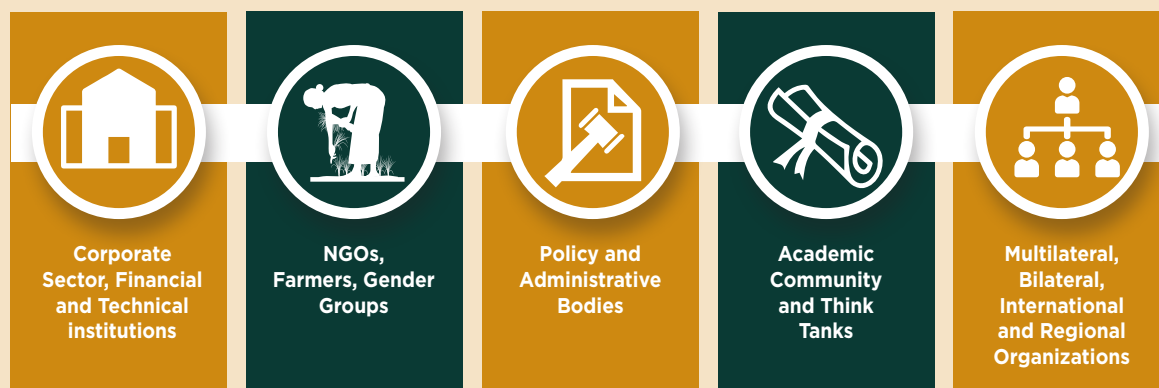 Corporate
Sector, Financial
and Technical
institutions
NGOs,
Farmers, Gender
Groups
Policy and
Administrative
Bodies
Academic
Community
and Think
Tanks
Multilateral,
Bilateral,
International
and Regional
Organizations